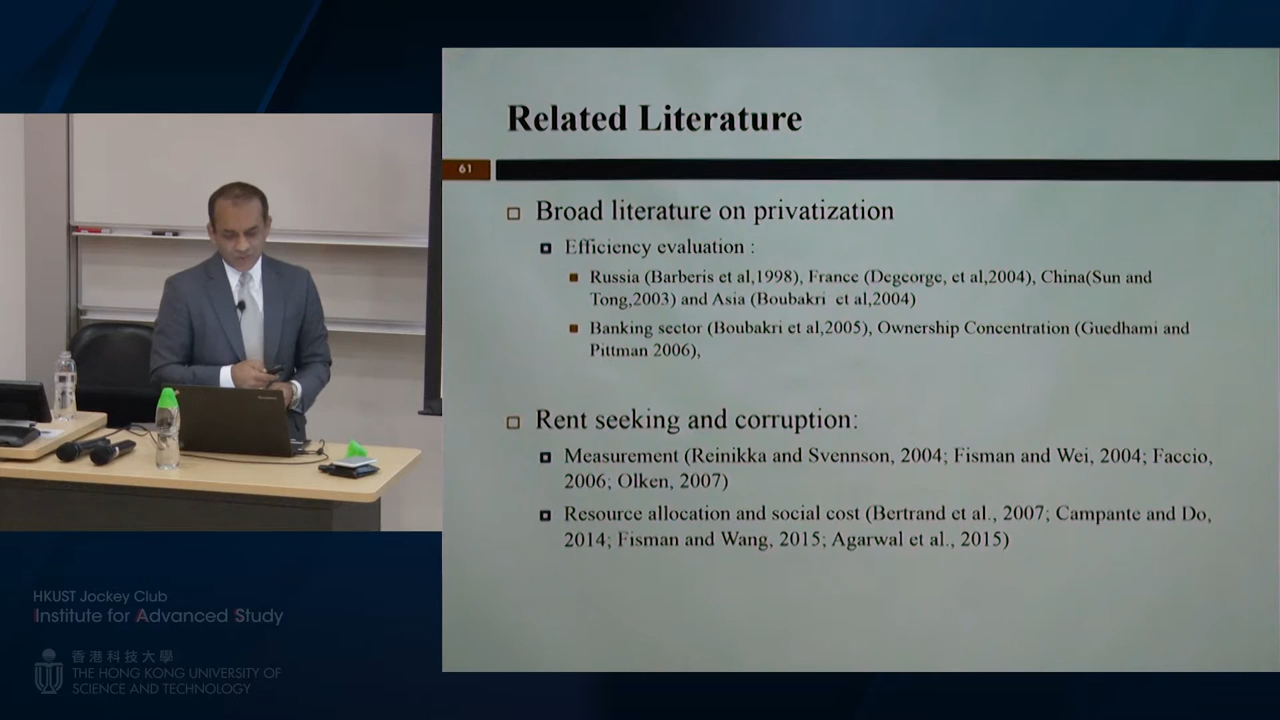 Related Literature
61
Broad literature on privatization
Efficiency evaluation :
Russia (Barberis et al,1998), France (Degeorge, et al,2004), China(Sun and
Tong,2003) and Asia (Boubakri et al,2004)
Banking sector (Boubakri et al,2005), Ownership Concentration (Guedhami and
Pittman 2006),
Rent seeking and corruption:
Measurement (Reinikka and Svennson, 2004; Fisman and Wei, 2004; Faccio,
2006; Olken, 2007)
Resource allocation and social cost (Bertrand et al., 2007; Campante and Do,
2014; Fisman and Wang, 2015; Agarwal et al., 2015)
HKUST Jockey Club
Institute for Advanced Study
香港科技大學
THE HONG KONG UNIVERSITY OF
SCIENCE AND TECHNOLOGY